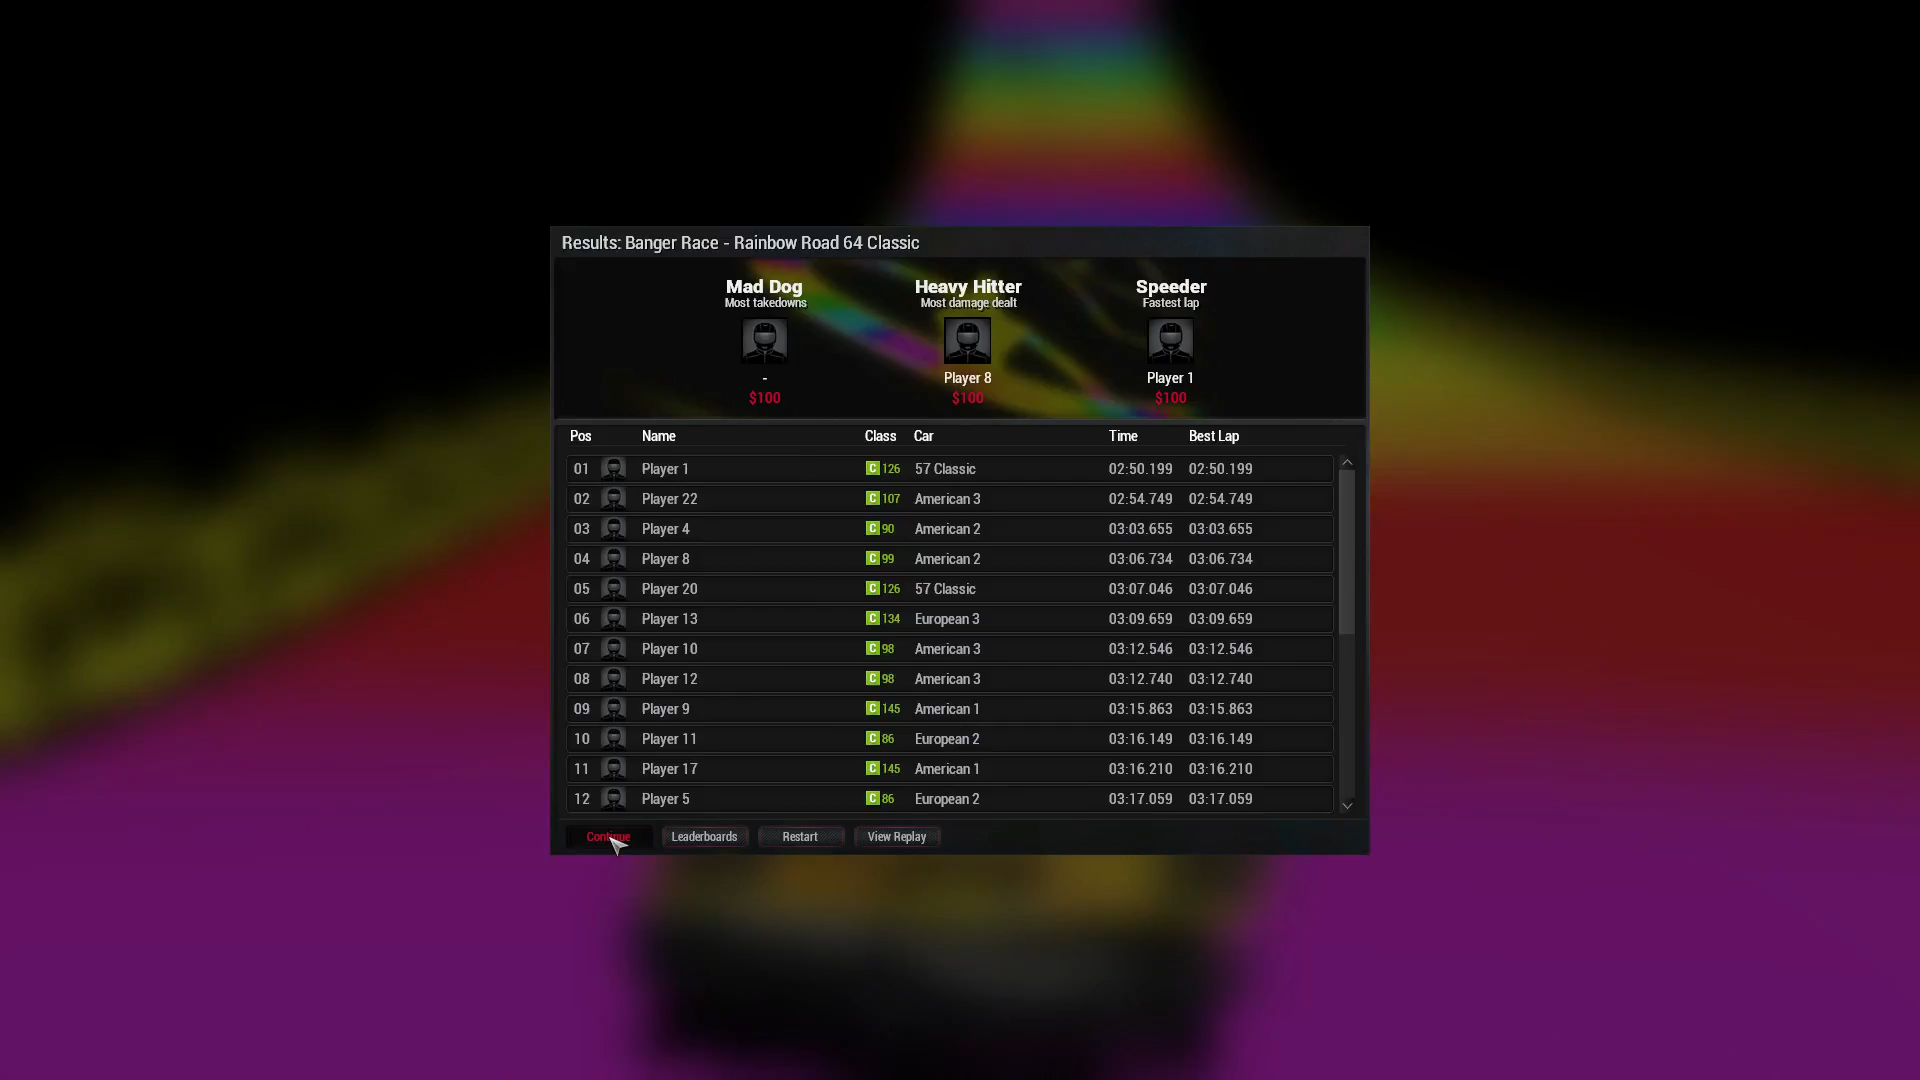 Results: Banger Race - Rainbow Road 64 Classic
Mad Dog Heavy Hitter Speeder
Most takedowns Most damage dealt Fastest lap
- Player 8 Player 1
$100 $100 $100
Pos Name Class Car Time Best Lap
01 Player 1 C 126 57 Classic 02:50.199 02:50.199
02 Player 22 C 107 American 3 02:54.749 02:54.749
03 Player 4 C 90 American 2 03:03.655 03:03.655
04 Player 8 C 99 American 2 03:06.734 03:06.734
05 Player 20 C 126 57 Classic 03:07.046 03:07.046
06 Player 13 C 134 European 3 03:09.659 03:09.659
07 Player 10 C 98 American 3 03:12.546 03:12.546
08 Player 12 C 98 American 3 03:12.740 03:12.740
09 Player 9 C 145 American 1 03:15.863 03:15.863
10 Player 11 C 86 European 2 03:16.149 03:16.149
11 Player 17 C 145 American 1 03:16.210 03:16.210
12 Player 5 C 86 European 2 03:17.059 03:17.059
Continue Leaderboards Restart View Replay